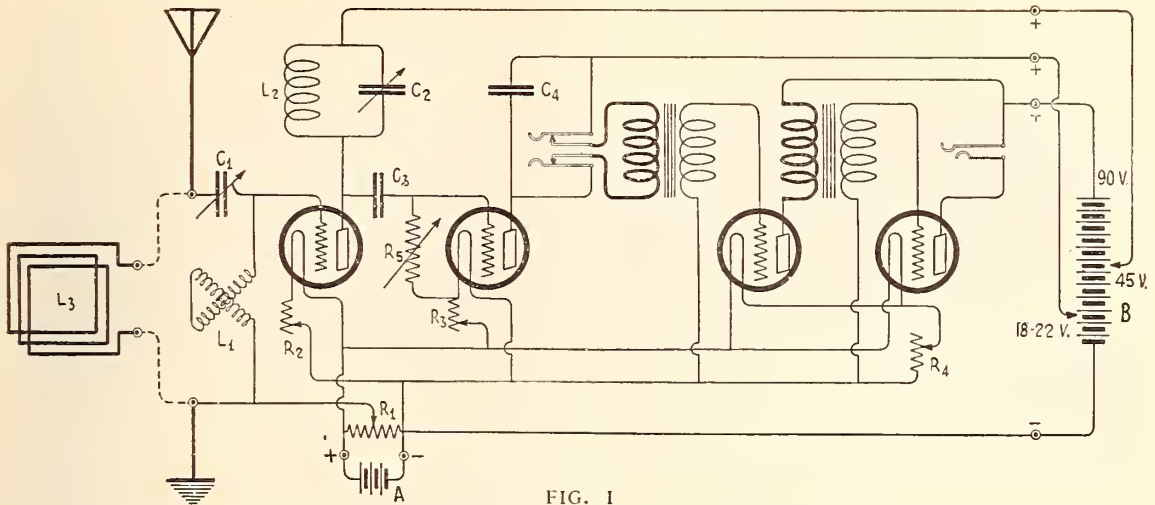 +
+
+
L2
C2
C4
C1
C3
90 V.
R5
L3
L1
45 V.
B
18-22 V.
R2
R3
R4
R1
+
-
-
A
FIG. I